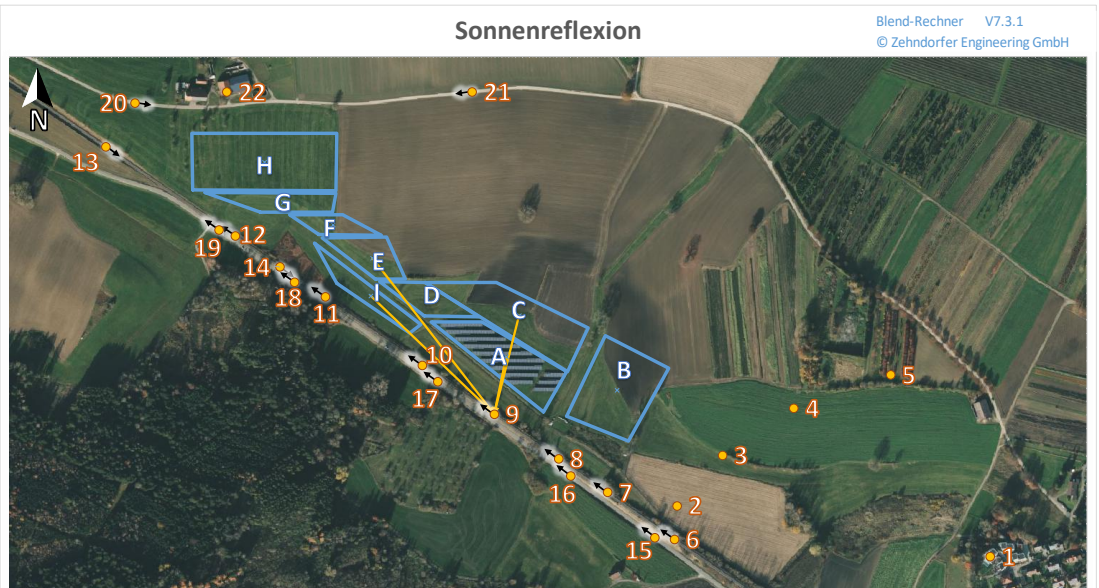 Sonnenreflexion
Blend-Rechner V7.3.1
© Zehndorfer Engineering GmbH
20
22
21
N
13
H
G
19
12
F
14
18
E
11
I
D
C
10
A
17
B
5
9
4
8
3
16
7
2
15
6
1